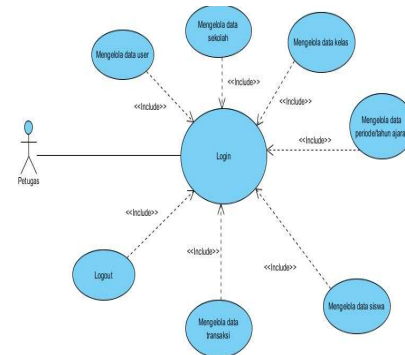 Mengelola data
sekolah
Mengelola data kelas
Mengelola data user
<<Include>>
<<Include>>
<<Include>>
Mengelola data
periode/tahun ajara
<<Include>>
Login
Petugas
<<Include>>
<<Include>>
<<Include>>
Logout
Mengelola data siswa
Mengelola data
transaksi